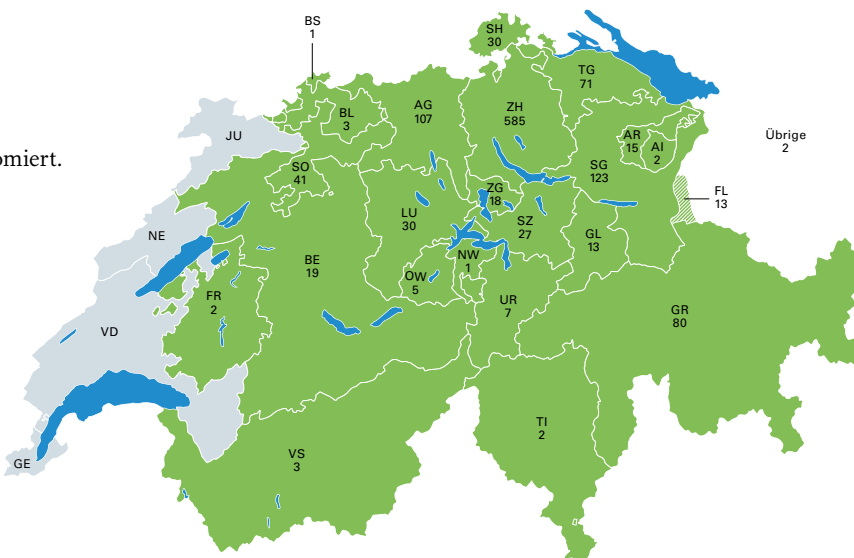 BS
1
SH
30
TG
71
AG
107
ZH
585
BL
3
JU
omiert.
AR
15
AI
2
Übrige
2
SO
41
SG
123
ZG
18
FL
13
LU
30
SZ
27
NE
GL
13
NW
1
BE
19
OW
5
FR
2
UR
7
GR
80
VD
TI
2
VS
3
GE